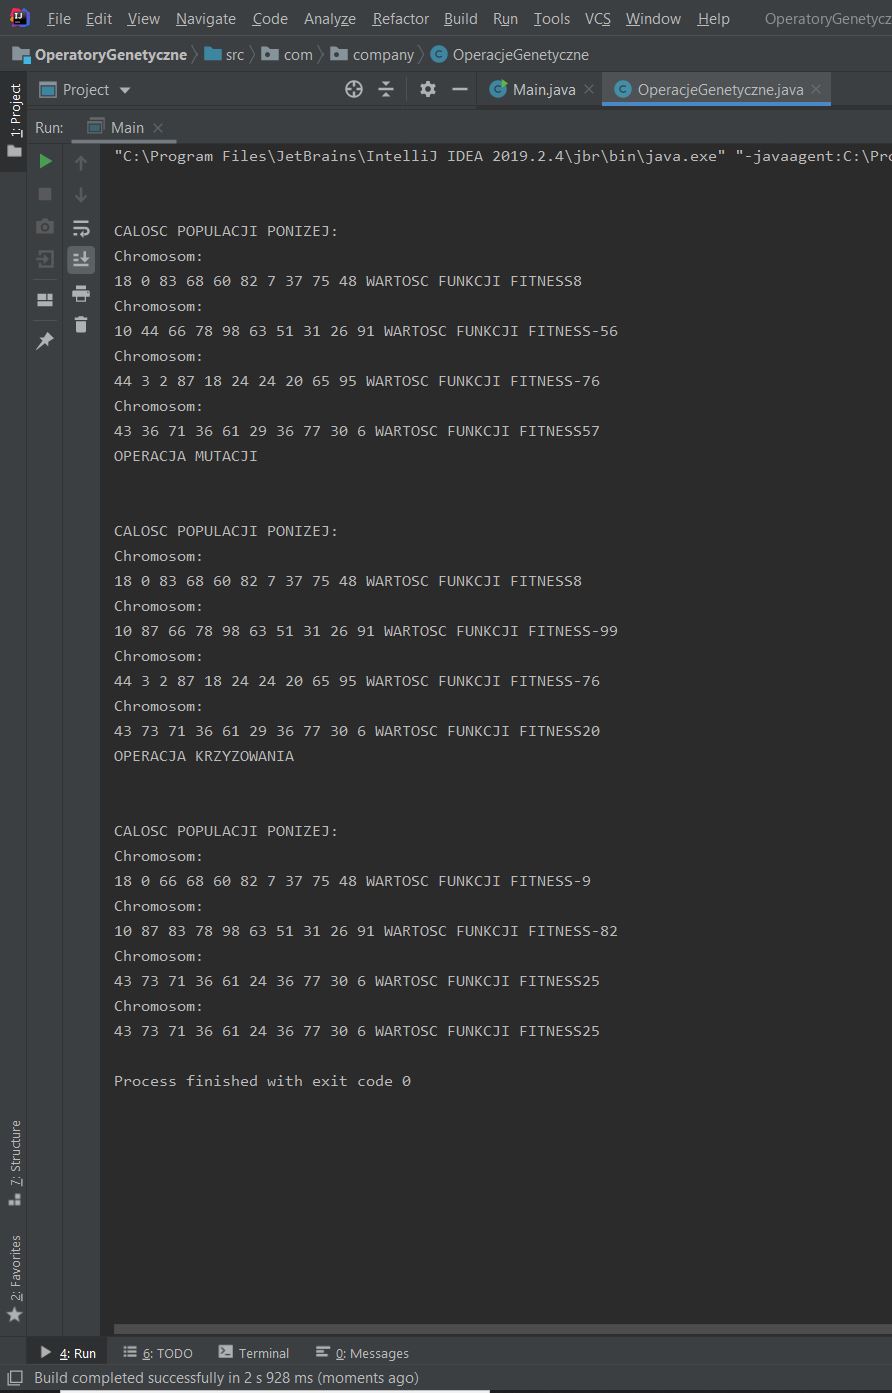 File Edit View Navigate Code Analyze Refactor Build Run Tools VCS Window Help OperatoryGenetycz
OperatoryGenetyczne src com company OperacjeGenetyczne
1: Project
Project Main.java OperacjeGenetyczne.java
Run: Main
"C:\Program Files\JetBrains\IntelliJ IDEA 2019.2.4\jbr\bin\java.exe" "-javaagent:C:\Pro
CALOSC POPULACJI PONIZEJ:
Chromosom:
18 0 83 68 60 82 7 37 75 48 WARTOSC FUNKCJI FITNESS8
Chromosom:
10 44 66 78 98 63 51 31 26 91 WARTOSC FUNKCJI FITNESS-56
Chromosom:
44 3 2 87 18 24 24 20 65 95 WARTOSC FUNKCJI FITNESS-76
Chromosom:
43 36 71 36 61 29 36 77 30 6 WARTOSC FUNKCJI FITNESS57
OPERACJA MUTACJI
CALOSC POPULACJI PONIZEJ:
Chromosom:
18 0 83 68 60 82 7 37 75 48 WARTOSC FUNKCJI FITNESS8
Chromosom:
10 87 66 78 98 63 51 31 26 91 WARTOSC FUNKCJI FITNESS-99
Chromosom:
44 3 2 87 18 24 24 20 65 95 WARTOSC FUNKCJI FITNESS-76
Chromosom:
43 73 71 36 61 29 36 77 30 6 WARTOSC FUNKCJI FITNESS20
OPERACJA KRZYZOWANIA
CALOSC POPULACJI PONIZEJ:
Chromosom:
18 0 66 68 60 82 7 37 75 48 WARTOSC FUNKCJI FITNESS-9
Chromosom:
10 87 83 78 98 63 51 31 26 91 WARTOSC FUNKCJI FITNESS-82
Chromosom:
43 73 71 36 61 24 36 77 30 6 WARTOSC FUNKCJI FITNESS25
Chromosom:
43 73 71 36 61 24 36 77 30 6 WARTOSC FUNKCJI FITNESS25
Process finished with exit code 0
7: Structure
2: Favorites
4: Run 6: TODO Terminal 0: Messages
Build completed successfully in 2 s 928 ms (moments ago)